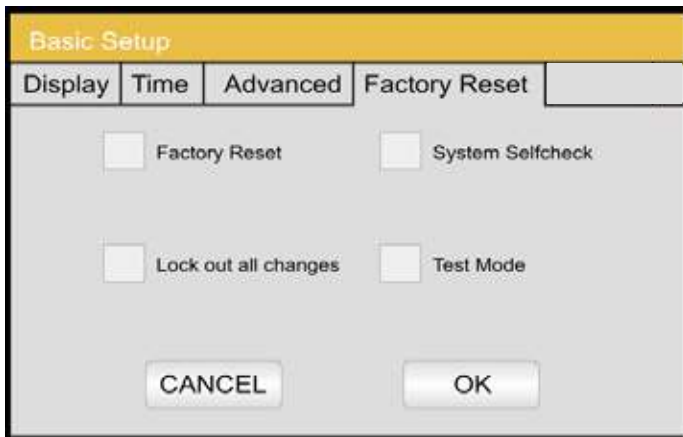 Basic Setup
Display Time Advanced Factory Reset
Factory Reset System Selfcheck
Lock out all changes Test Mode
CANCEL OK